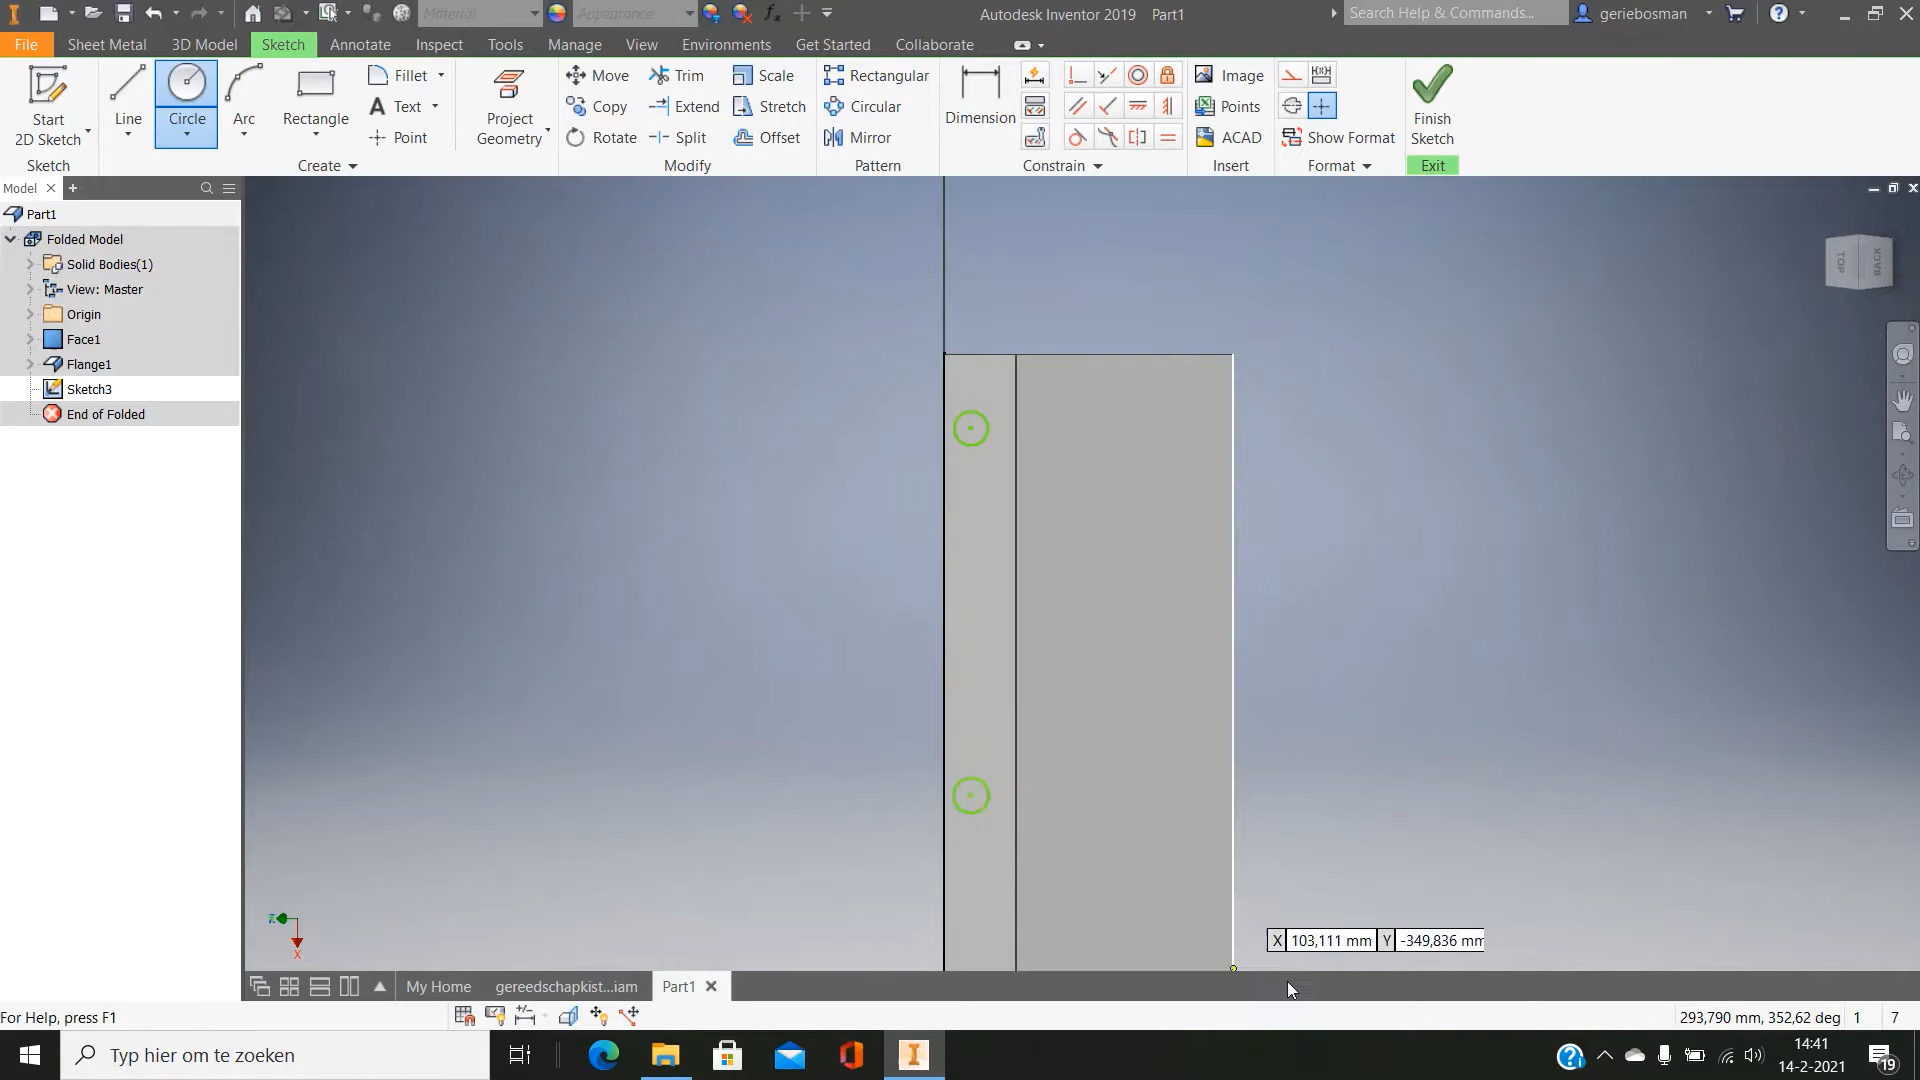 Material
Appearance
Autodesk Inventor 2019 Part1
Search Help & Commands...
geriebosman
File Sheet Metal 3D Model Sketch Annotate Inspect Tools Manage View Environments Get Started Collaborate
Start
2D Sketch
Line
Circle
Arc
Rectangle
Fillet
Text
Point
Project
Geometry
Move
Copy
Rotate
Trim
Extend
Split
Scale
Stretch
Offset
Rectangular
Circular
Mirror
Dimension
Image
Points
ACAD
Show Format
Finish
Sketch
Sketch Create Modify Pattern Constrain Insert Format Exit
Model
Part1
Folded Model
Solid Bodies(1)
View: Master
Origin
Face1
Flange1
Sketch3
End of Folded
TOP
BACK
X 103,111 mm Y -349,836 mm
Z
X
My Home gereedschapkist...iam Part1
For Help, press F1
293,790 mm, 352,62 deg 1 7
Typ hier om te zoeken
14:41
14-2-2021
19